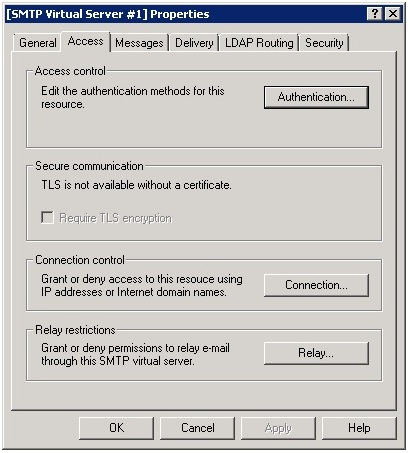 [SMTP Virtual Server #1] Properties
General Access Messages Delivery LDAP Routing Security
Access control
Edit the authentication methods for this
resource.
Authentication...
Secure communication
TLS is not available without a certificate.
Require TLS encryption
Connection control
Grant or deny access to this resouce using
IP addresses or Internet domain names.
Connection...
Relay restrictions
Grant or deny permissions to relay e-mail
through this SMTP virtual server.
Relay...
OK Cancel Apply Help